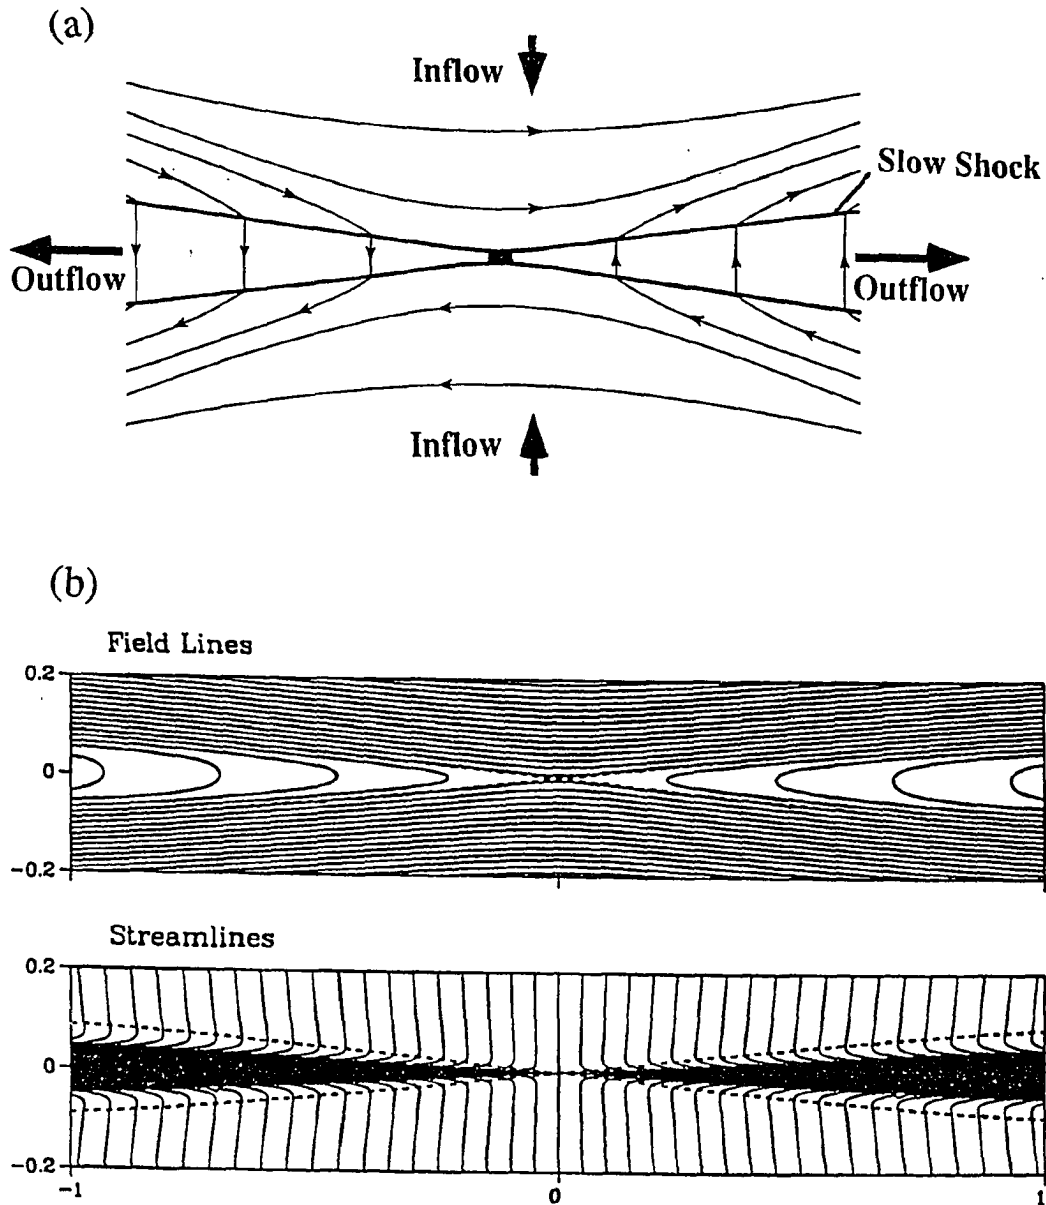 (a)
Inflow
Slow Shock
Outflow
Outflow
Inflow
(b)
Field Lines
0.2
0
-0.2
Streamlines
0.2
0
-0.2
-1
0
1